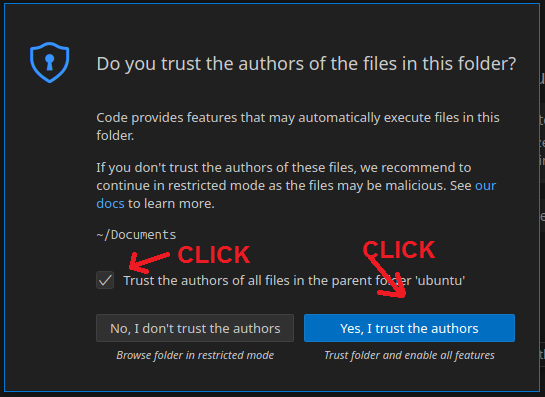 Do you trust the authors of the files in this folder?
Code provides features that may automatically execute files in this
folder.
If you don't trust the authors of these files, we recommend to
continue in restricted mode as the files may be malicious. See our
docs to learn more.
~/Documents
CLICK
CLICK
Trust the authors of all files in the parent folder 'ubuntu'
No, I don't trust the authors
Yes, I trust the authors
Browse folder in restricted mode
Trust folder and enable all features